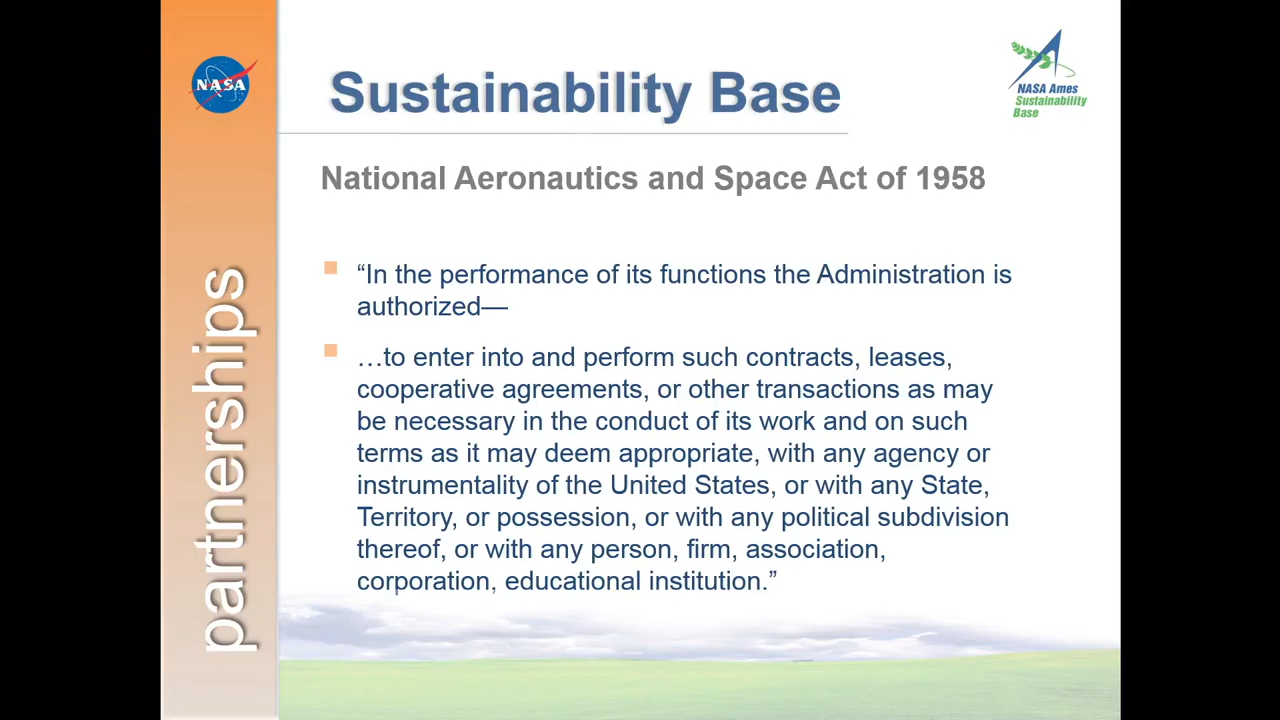 NASA
Sustainability Base
NASA Ames
Sustainability
Base
National Aeronautics and Space Act of 1958
“In the performance of its functions the Administration is
authorized—
…to enter into and perform such contracts, leases,
cooperative agreements, or other transactions as may
be necessary in the conduct of its work and on such
terms as it may deem appropriate, with any agency or
instrumentality of the United States, or with any State,
Territory, or possession, or with any political subdivision
thereof, or with any person, firm, association,
corporation, educational institution.”
partnerships